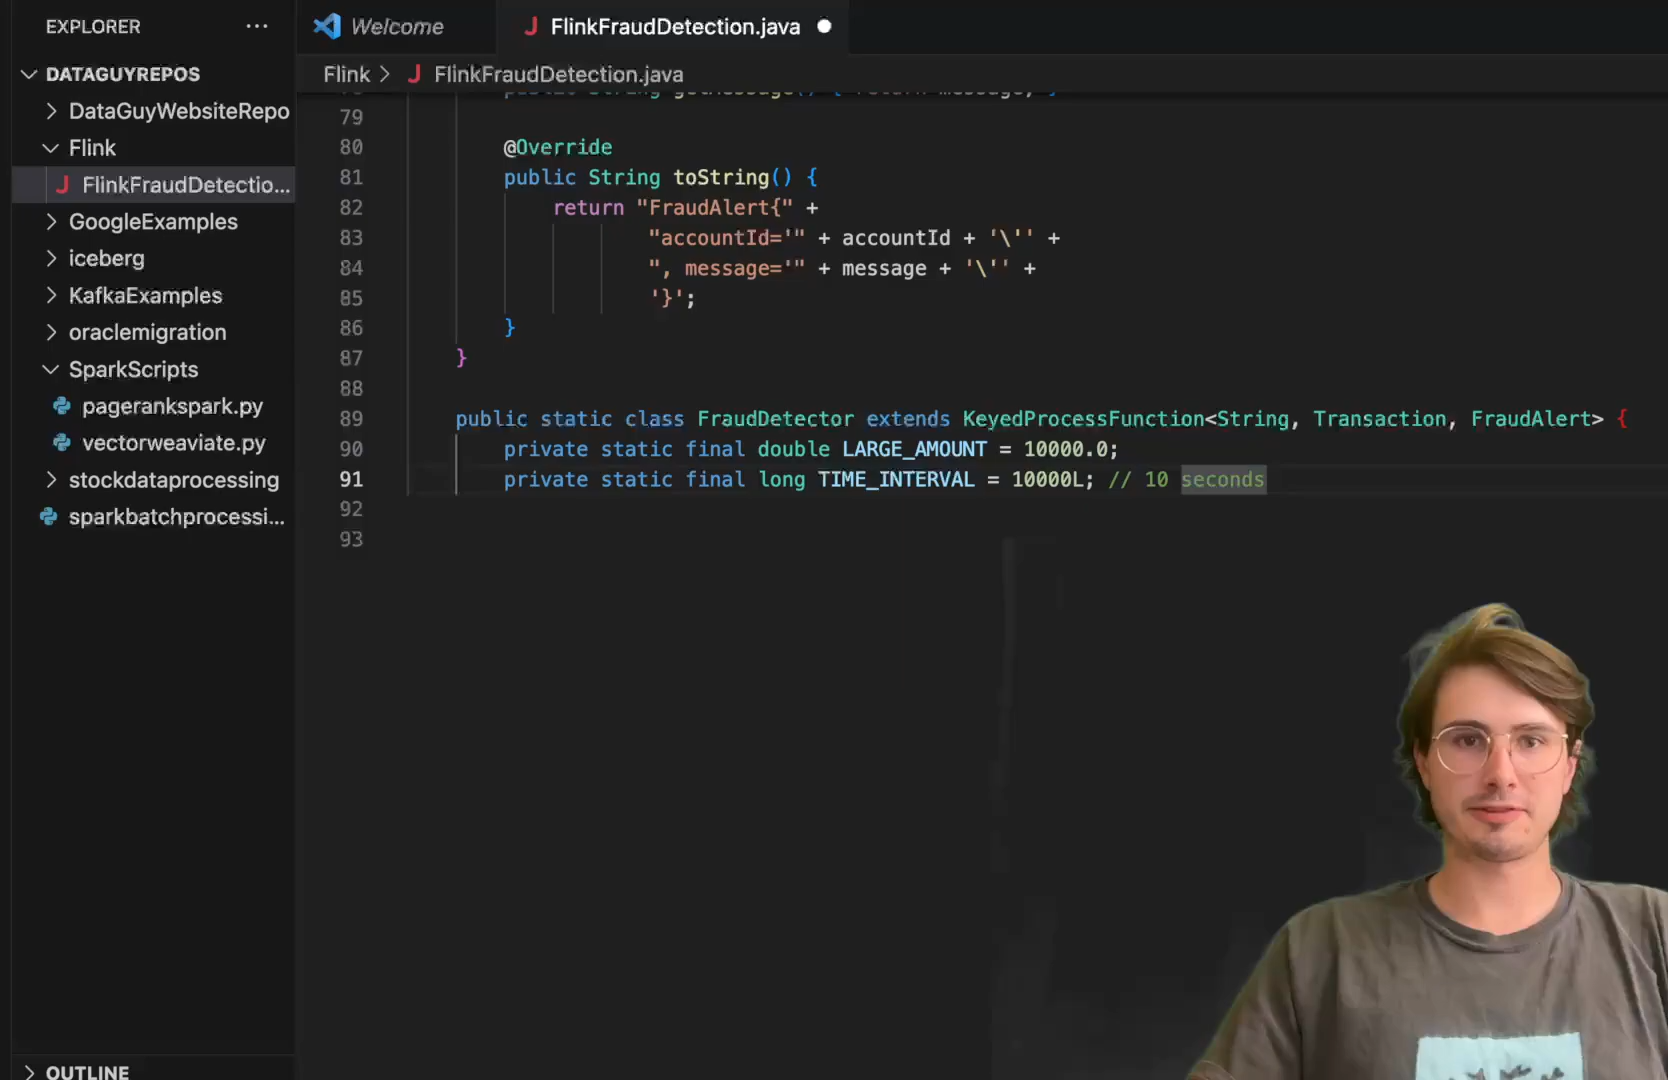 EXPLORER
Welcome
FlinkFraudDetection.java
DATAGUYREPOS
Flink
FlinkFraudDetection.java
DataGuyWebsiteRepo
Flink
FlinkFraudDetectio...
GoogleExamples
iceberg
KafkaExamples
oraclemigration
SparkScripts
pagerankspark.py
vectorweaviate.py
stockdataprocessing
sparkbatchprocessi...
OUTLINE
79
80 @Override
81 public String toString() {
82 return "FraudAlert{" +
83 "accountId='" + accountId + '\'' +
84 ", message='" + message + '\'' +
85 '}';
86 }
87 }
88
89 public static class FraudDetector extends KeyedProcessFunction<String, Transaction, FraudAlert> {
90 private static final double LARGE_AMOUNT = 10000.0;
91 private static final long TIME_INTERVAL = 10000L; // 10 seconds
92
93